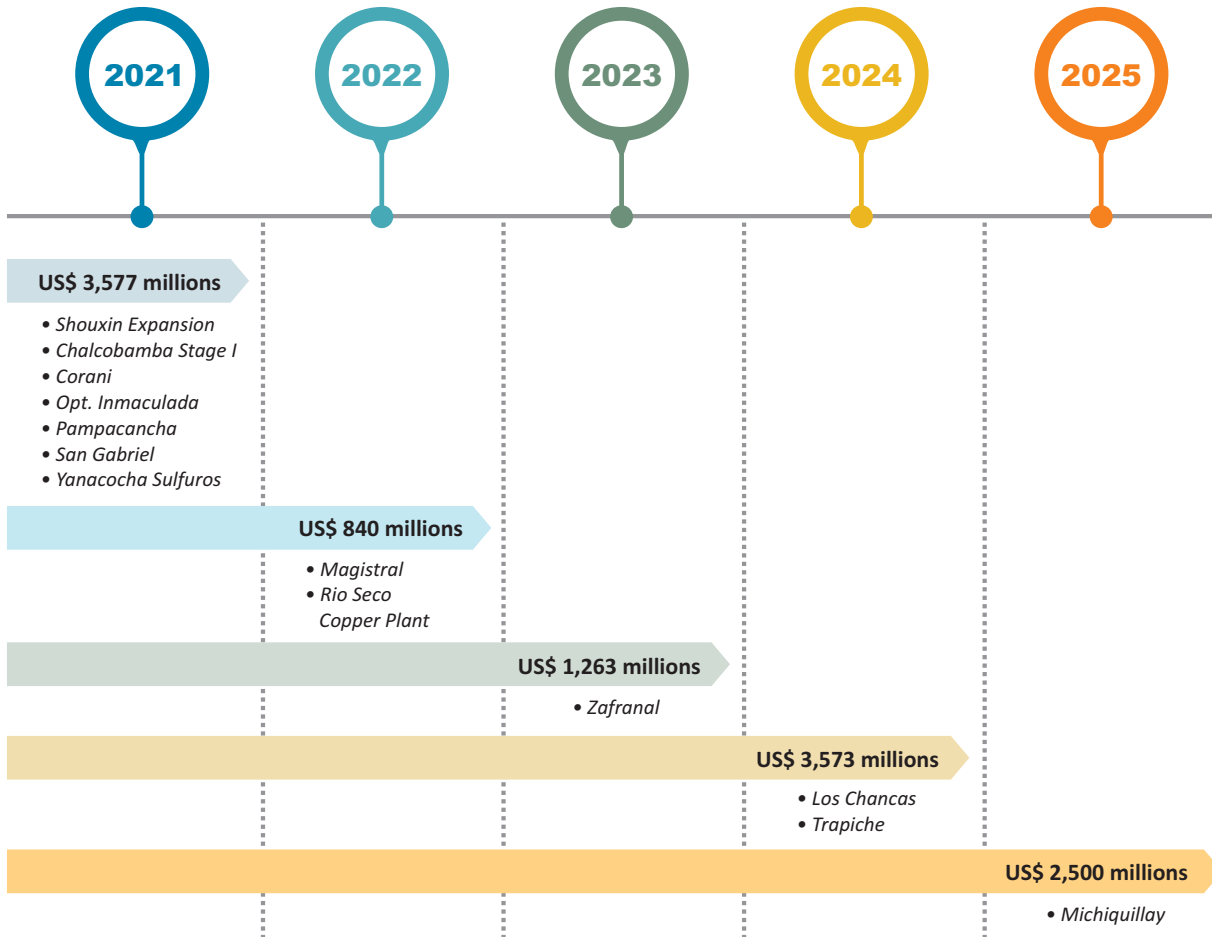 2021
2022
2023
2024
2025
US$ 3,577 millions
• Shouxin Expansion
• Chalcobamba Stage I
• Corani
• Opt. Inmaculada
• Pampacancha
• San Gabriel
• Yanacocha Sulfuros
US$ 840 millions
• Magistral
• Rio Seco
Copper Plant
US$ 1,263 millions
• Zafranal
US$ 3,573 millions
• Los Chancas
• Trapiche
US$ 2,500 millions
• Michiquillay